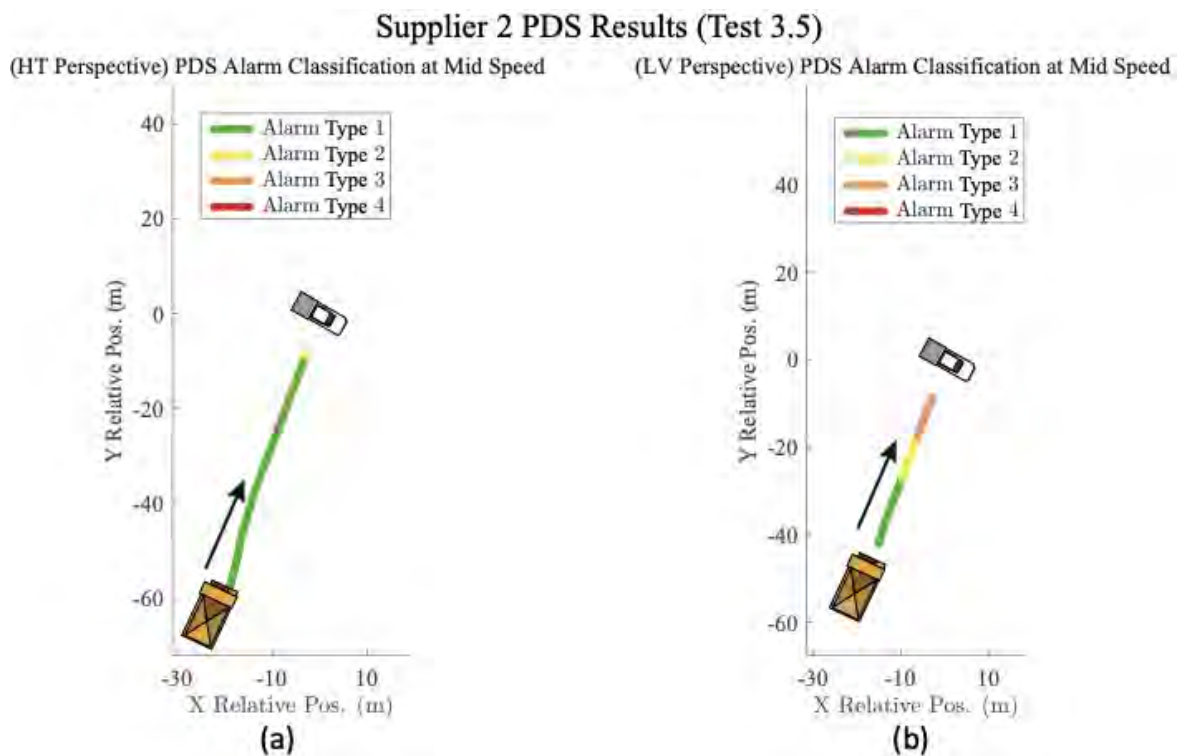 Supplier 2 PDS Results (Test 3.5)
(HT Perspective) PDS Alarm Classification at Mid Speed
(LV Perspective) PDS Alarm Classification at Mid Speed
Alarm Type 1
Alarm Type 2
Alarm Type 3
Alarm Type 4
Y Relative Pos. (m)
40
20
0
-20
-40
-60
-30
-10
10
X Relative Pos. (m)
(a)
Alarm Type 1
Alarm Type 2
Alarm Type 3
Alarm Type 4
Y Relative Pos. (m)
40
20
0
-20
-40
-60
-30
-10
10
X Relative Pos. (m)
(b)